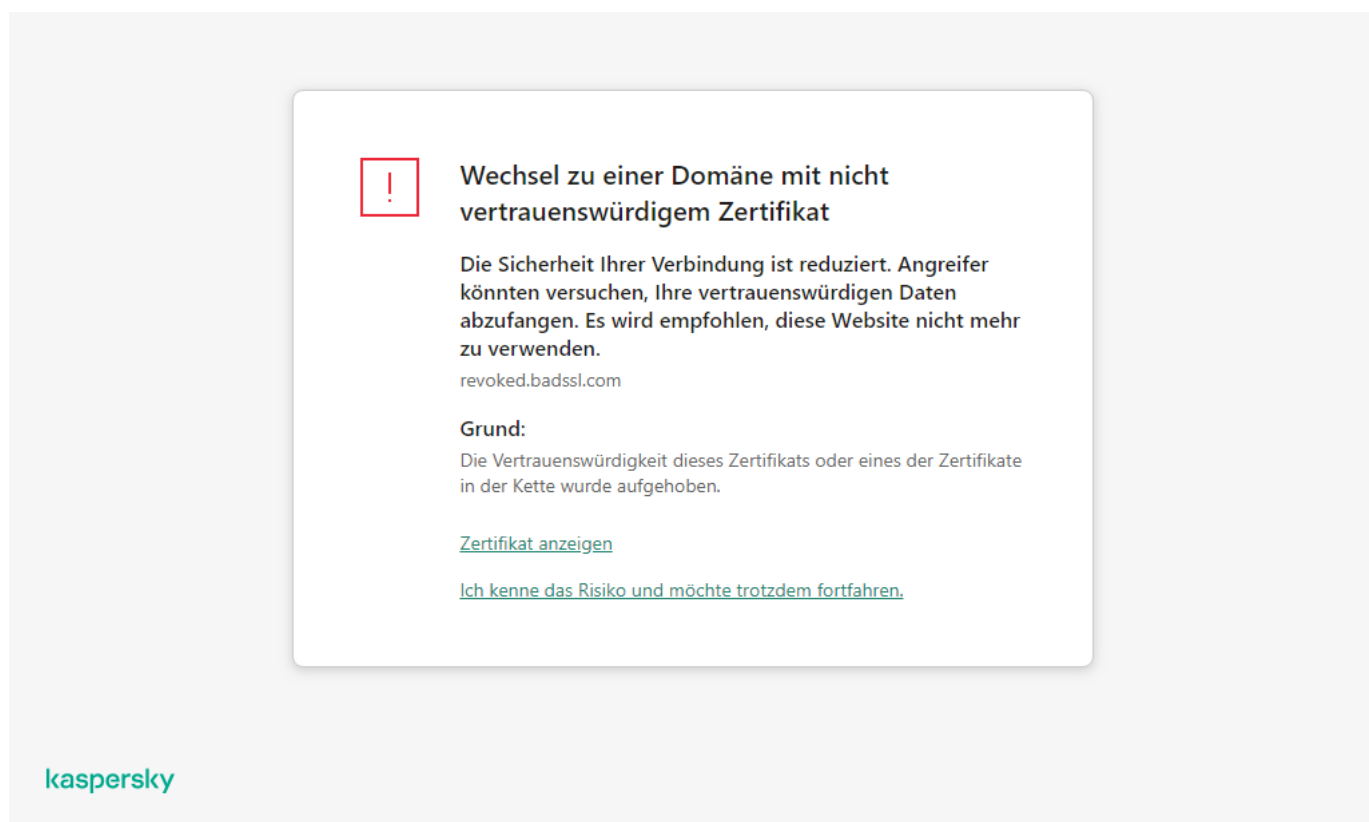 !
Wechsel zu einer Domäne mit nicht
vertrauenswürdigem Zertifikat
Die Sicherheit Ihrer Verbindung ist reduziert. Angreifer
könnten versuchen, Ihre vertrauenswürdigen Daten
abzufangen. Es wird empfohlen, diese Website nicht mehr
zu verwenden.
revoked.badssl.com
Grund:
Die Vertrauenswürdigkeit dieses Zertifikats oder eines der Zertifikate
in der Kette wurde aufgehoben.
Zertifikat anzeigen
Ich kenne das Risiko und möchte trotzdem fortfahren.
kaspersky